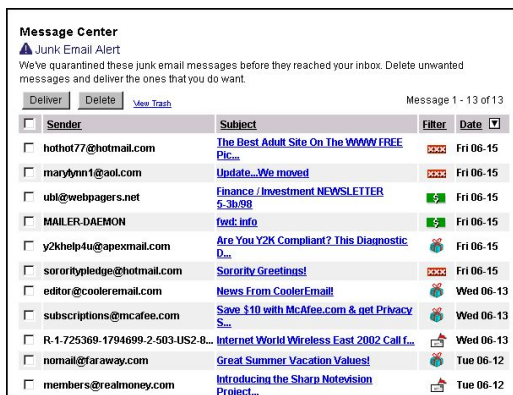 Message Center
Junk Email Alert
We've quarantined these junk email messages before they reached your inbox. Delete unwanted
messages and deliver the ones that you do want.
Deliver Delete View Trash Message 1 - 13 of 13
Sender Subject Filter Date
hothot77@hotmail.com The Best Adult Site On The WWW FREE Pic... xxx Fri 06-15
marylynn1@aol.com Update...We moved xxx Fri 06-15
ubl@webpagers.net Finance / Investment NEWSLETTER 5-3b/98 $ Fri 06-15
MAILER-DAEMON fwd: info $ Fri 06-15
y2khelp4u@apexmail.com Are You Y2K Compliant? This Diagnostic D... Fri 06-15
sororitypledge@hotmail.com Sorority Greetings! xxx Fri 06-15
editor@cooleremail.com News From CoolerEmail! Wed 06-13
subscriptions@mcafee.com Save $10 with McAfee.com & get Privacy S... Wed 06-13
R-1-725369-1794699-2-503-US2-8... Internet World Wireless East 2002 Call f... Wed 06-13
nomail@faraway.com Great Summer Vacation Values! Tue 06-12
members@realmoney.com Introducing the Sharp Notevision Project... Tue 06-12